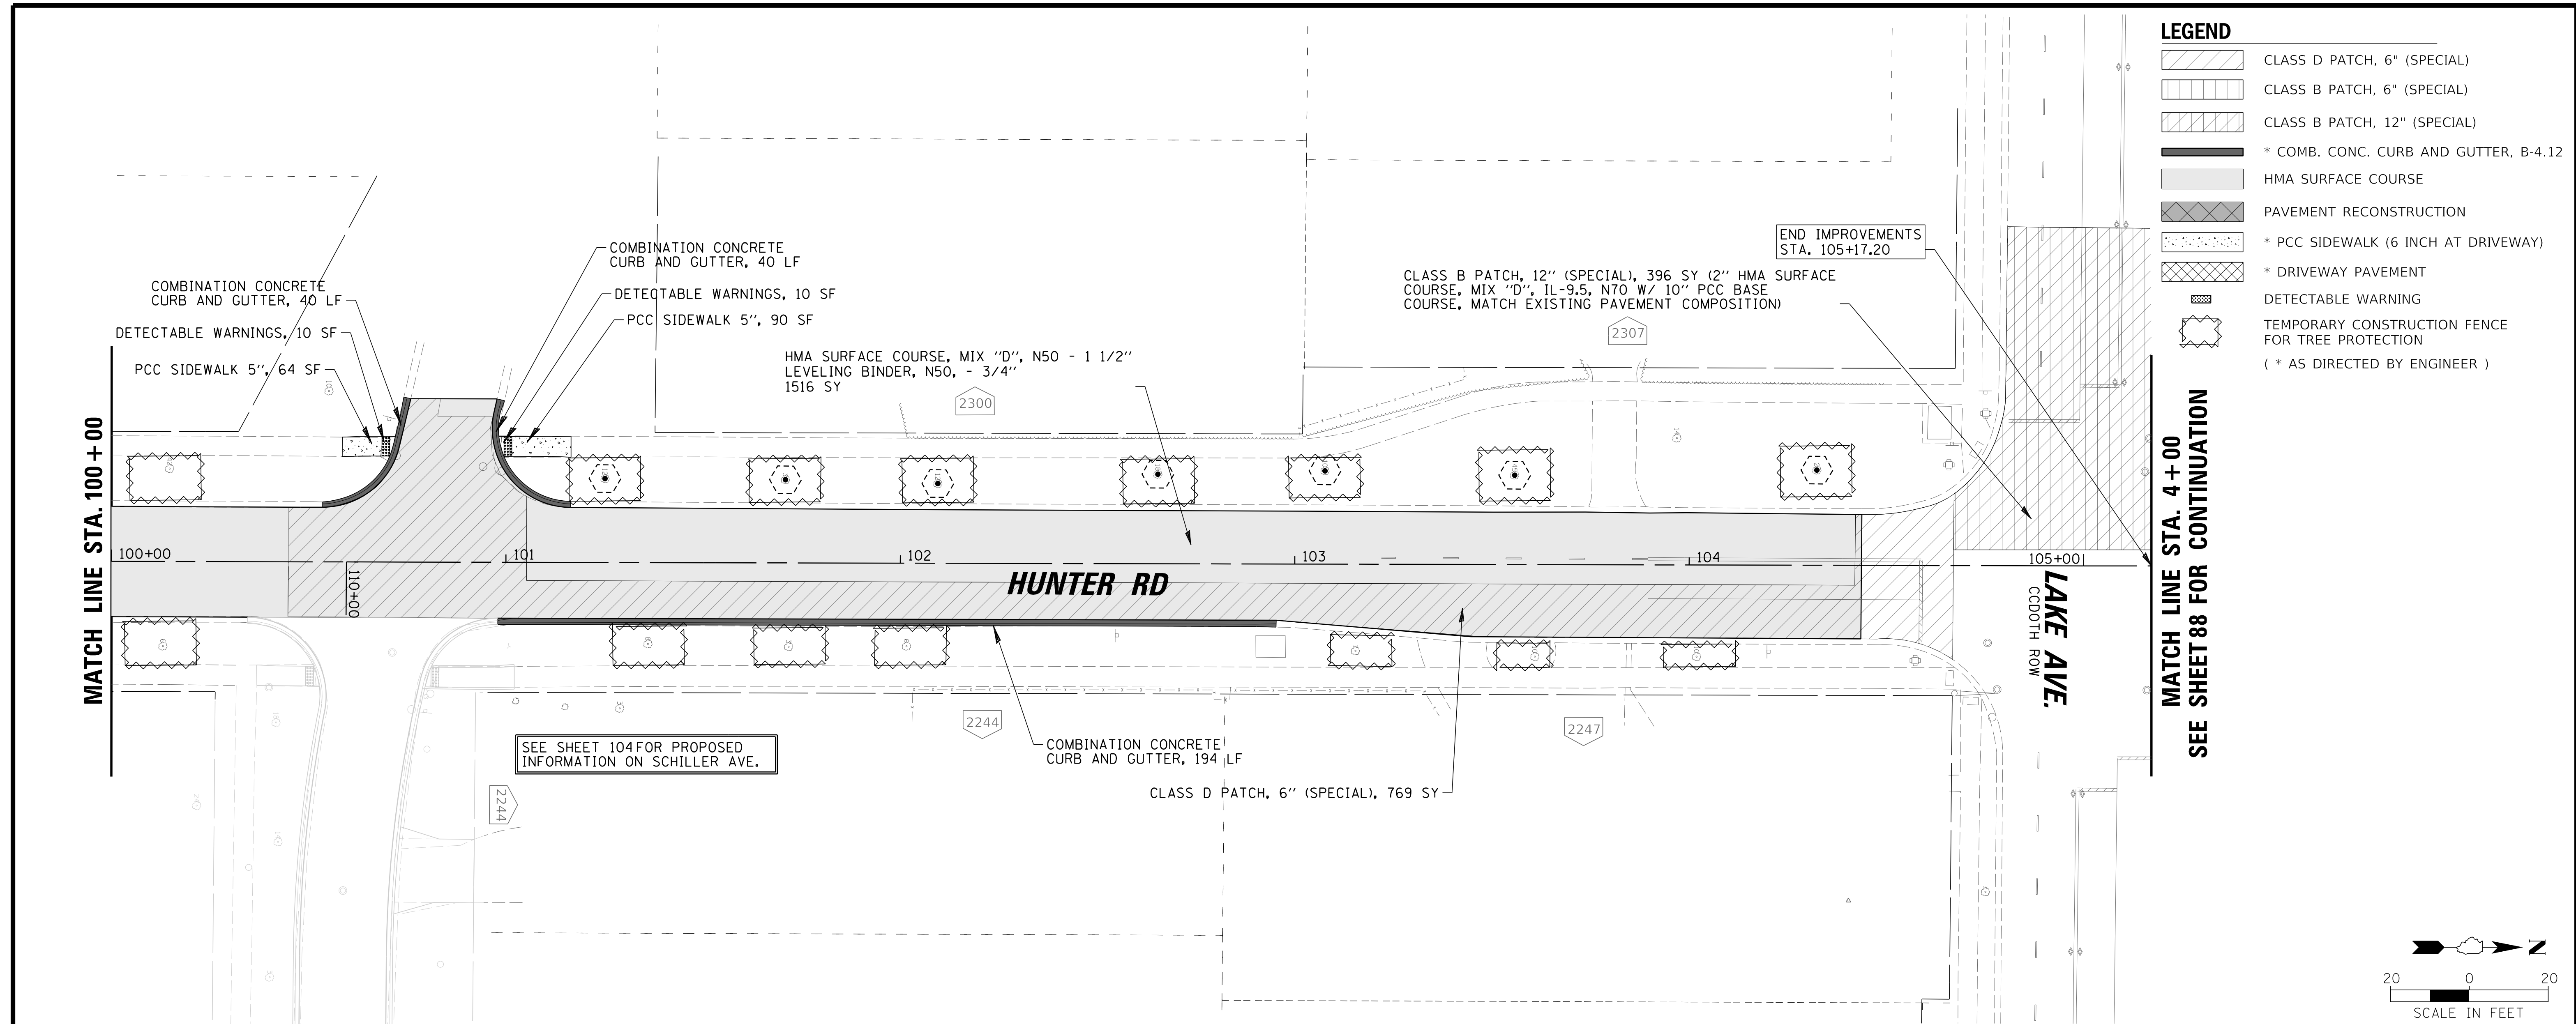 LEGEND
CLASS D PATCH, 6" (SPECIAL)
CLASS B PATCH, 6" (SPECIAL)
CLASS B PATCH, 12" (SPECIAL)
* COMB. CONC. CURB AND GUTTER, B-4.12
HMA SURFACE COURSE
PAVEMENT RECONSTRUCTION
* PCC SIDEWALK (6 INCH AT DRIVEWAY)
* DRIVEWAY PAVEMENT
DETECTABLE WARNING
TEMPORARY CONSTRUCTION FENCE
FOR TREE PROTECTION
( * AS DIRECTED BY ENGINEER )
END IMPROVEMENTS
STA. 105+17.20
COMBINATION CONCRETE
CURB AND GUTTER, 40 LF
DETECTABLE WARNINGS, 10 SF
PCC SIDEWALK 5", 90 SF
COMBINATION CONCRETE
CURB AND GUTTER, 40 LF
DETECTABLE WARNINGS, 10 SF
PCC SIDEWALK 5", 64 SF
CLASS B PATCH, 12" (SPECIAL), 396 SY (2" HMA SURFACE
COURSE, MIX "D", IL-9.5, N70 W/ 10" PCC BASE
COURSE, MATCH EXISTING PAVEMENT COMPOSITION)
HMA SURFACE COURSE, MIX "D", N50 - 1 1/2"
LEVELING BINDER, N50, - 3/4"
1516 SY
2300
2307
MATCH LINE STA. 100+00
100+00
101
102
103
104
105+00
110+00
HUNTER RD
LAKE AVE.
CCDOTH ROW
MATCH LINE STA. 4+00
SEE SHEET 88 FOR CONTINUATION
2244
2247
SEE SHEET 104 FOR PROPOSED
INFORMATION ON SCHILLER AVE.
COMBINATION CONCRETE
CURB AND GUTTER, 194 LF
CLASS D PATCH, 6" (SPECIAL), 769 SY
2244
N
20 0 20
SCALE IN FEET